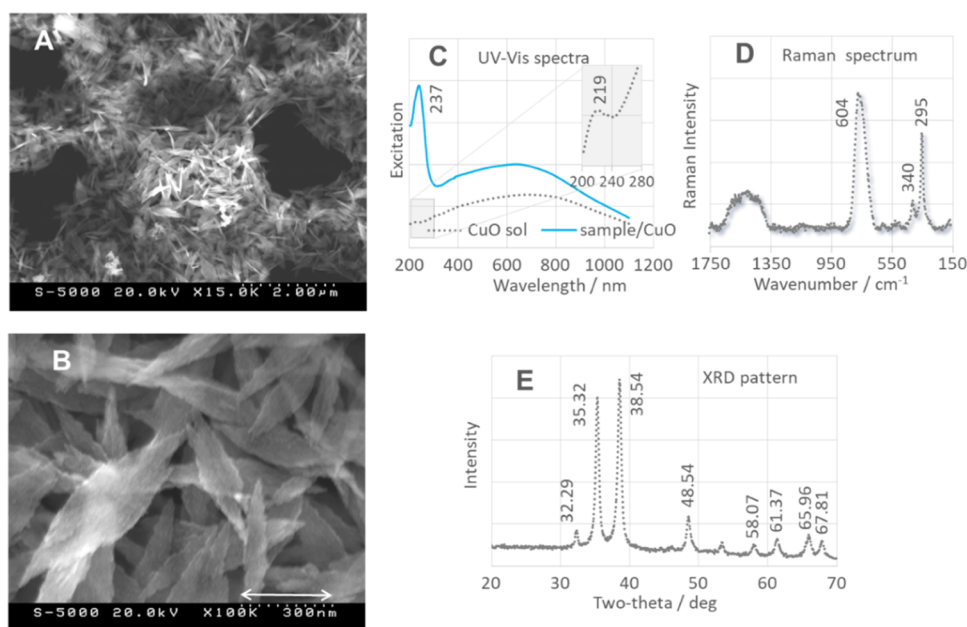 A
S-5000 20.0kV X15.0K 2.00µm
B
S-5000 20.0kV X100K 300nm
C
UV-Vis spectra
Excitation
237
219
200 240 280
CuO sol
sample/CuO
200 400 600 800 1000 1200
Wavelength / nm
D
Raman spectrum
Raman Intensity
604
340
295
1750 1350 950 550 150
Wavenumber / cm⁻¹
E
XRD pattern
Intensity
32.29
35.32
38.54
48.54
58.07
61.37
65.96
67.81
20 30 40 50 60 70
Two-theta / deg